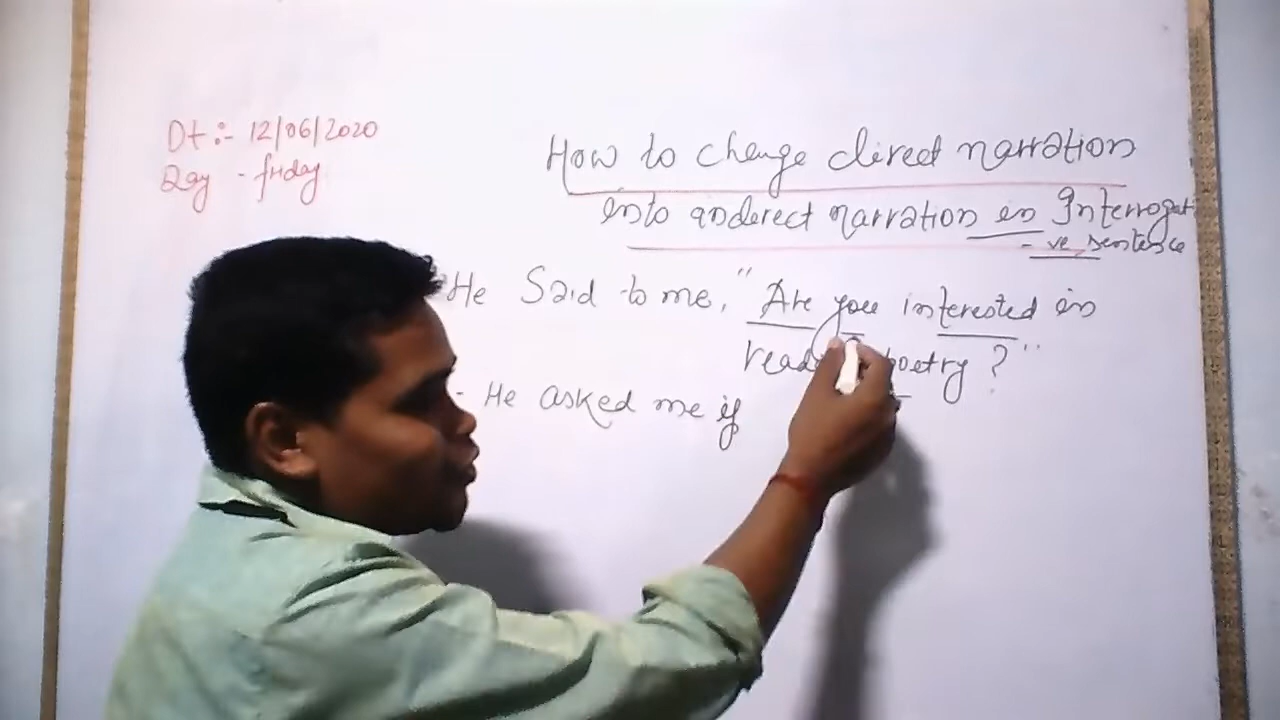 Dt :- 12/06/2020
Day - friday
How to change direct narration
into indirect narration in Interrogati
- ve sentence
He Said to me, "Are you interested in
poetry ?"
- He asked me if